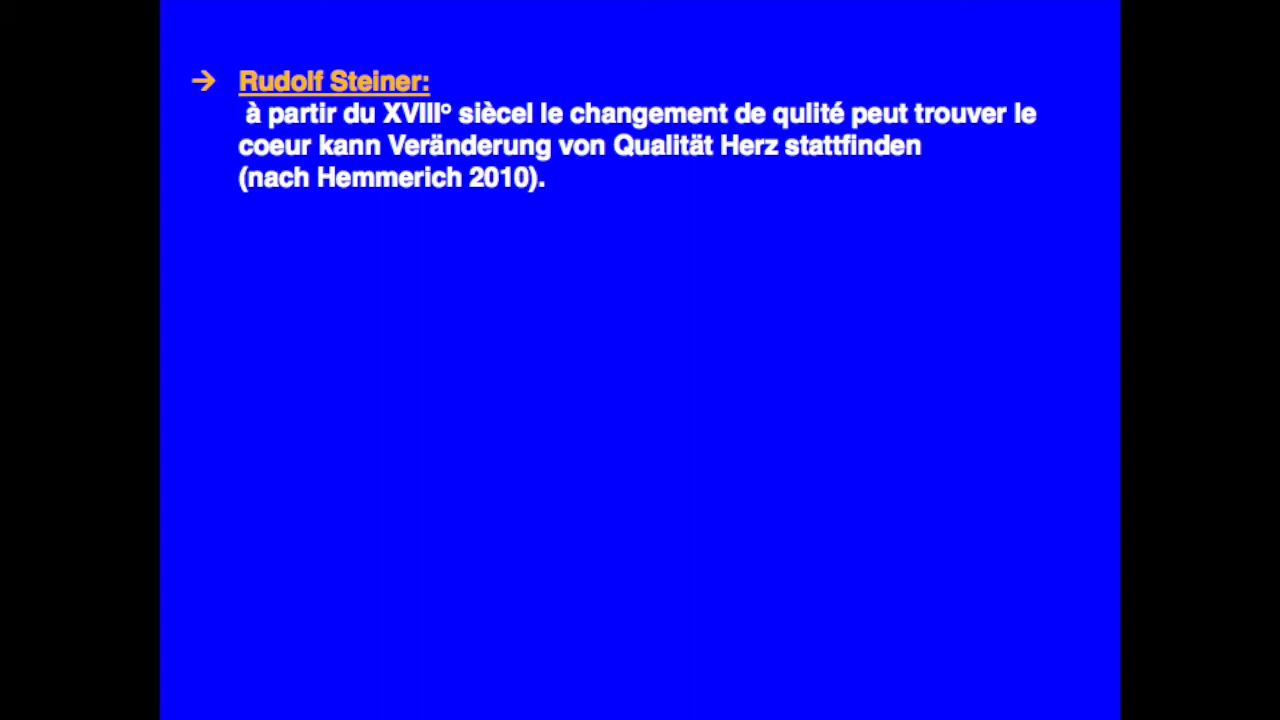 → Rudolf Steiner:
à partir du XVIII° siècel le changement de qulité peut trouver le
coeur kann Veränderung von Qualität Herz stattfinden
(nach Hemmerich 2010).